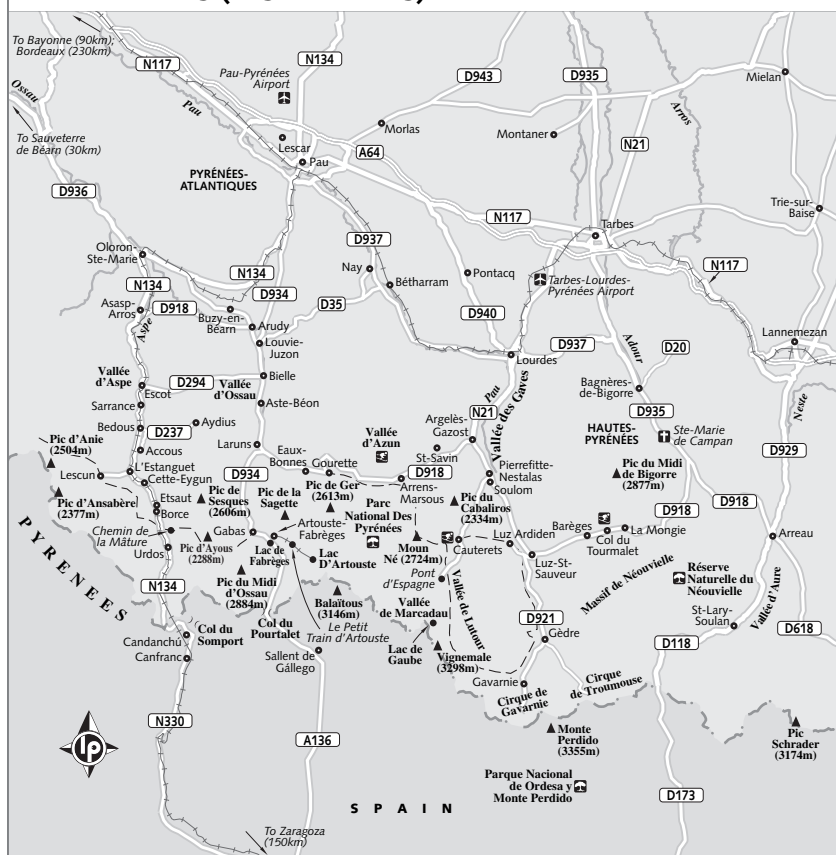 To Bayonne (90km);
Bordeaux (230km)
N117
N134
Pau-Pyrénées
Airport
D943
D935
Mielan
Ossau
Pau
Arros
To Sauveterre
de Béarn (30km)
Lescar
Morlas
Montaner
N21
A64
Pau
PYRÉNÉES-
ATLANTIQUES
D936
Trie-sur-
Baise
N117
Tarbes
D937
Oloron-
Ste-Marie
N134
Nay
Bétharram
Pontacq
Tarbes-Lourdes-
Pyrénées Airport
N117
N134
D934
D35
Asasp-
Arros
D918
Buzy-en-
Béarn
Arudy
D940
Aspe
Louvie-
Juzon
Lannemezan
Lourdes
D937
Adour
D20
Vallée
d'Aspe
D294
Vallée
d'Ossau
Bielle
Escot
Pau
Vallée des Gaves
Bagnères-
de-Bigorre
Neste
Sarrance
Aste-Béon
N21
D935
Bedous
Aydius
Argelès-
Gazost
HAUTES-
PYRÉNÉES
Ste-Marie
de Campan
D237
Vallée
d'Azun
St-Savin
Pic d'Anie
(2504m)
Accous
Laruns
Eaux-
Bonnes
Gourette
D918
Pierrefitte-
Nestalas
Soulom
D929
Lescun
L'Estanguet
Cette-Eygun
D934
Pic de Ger
(2613m)
Arrens-
Marsous
Pic du Midi
de Bigorre
(2877m)
Pic d'Ansabère
(2377m)
Etsaut
Borce
Pic de
Sesques
(2606m)
Pic de la
Sagette
Parc
National Des
Pyrénées
Pic du
Cabaliros
(2334m)
D918
D918
Chemin de
la Mâture
Gabas
Artouste-
Fabrèges
Luz Ardiden
Barèges
La Mongie
Col du
Tourmalet
Arreau
Urdos
Pic d'Ayous
(2288m)
Lac de
Fabrèges
Lac
D'Artouste
Moun
Né (2724m)
Cauterets
Luz-St-
Sauveur
PYRENEES
N134
Pic du Midi
d'Ossau
(2884m)
Pont
d'Espagne
Massif de Néouvielle
Réserve
Naturelle du
Néouvielle
Balaïtous
(3146m)
Vallée
de Marcadau
Vallée de Lutour
Vallée d'Aure
Col du
Somport
Col du
Pourtalet
Le Petit
Train d'Artouste
D921
St-Lary-
Soulan
D618
Candanchú
Canfranc
Sallent de
Gállego
Lac de
Gaube
Vignemale
(3298m)
Gèdre
D118
Gavarnie
Cirque de
Gavarnie
Cirque
de Troumouse
N330
A136
Monte
Perdido
(3355m)
Pic
Schrader
(3174m)
lp
Parque Nacional
de Ordesa y
Monte Perdido
D173
SPAIN
To Zaragoza
(150km)